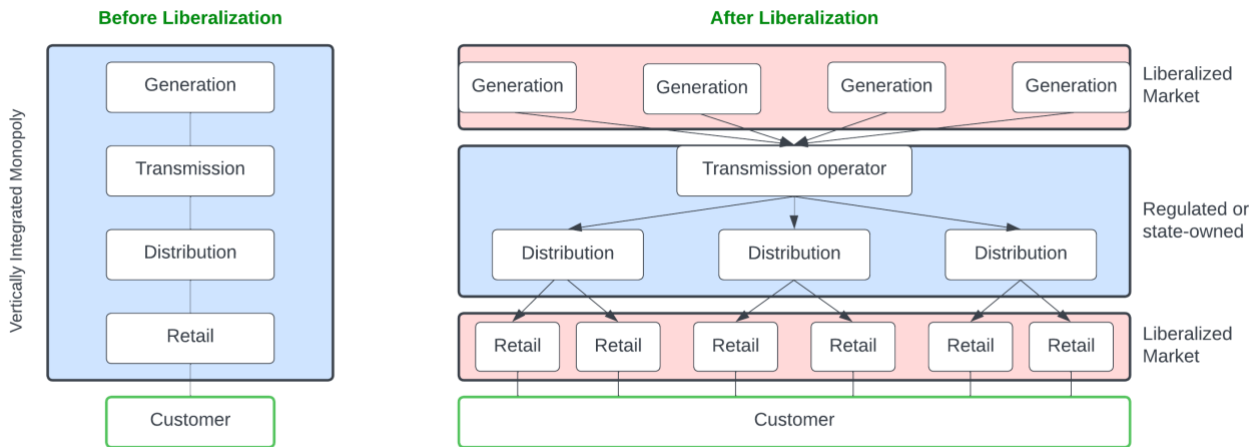 Before Liberalization
After Liberalization
Vertically Integrated Monopoly
Generation
Transmission
Distribution
Retail
Customer
Generation
Generation
Generation
Generation
Liberalized
Market
Transmission operator
Distribution
Distribution
Distribution
Regulated or
state-owned
Retail
Retail
Retail
Retail
Retail
Retail
Liberalized
Market
Customer